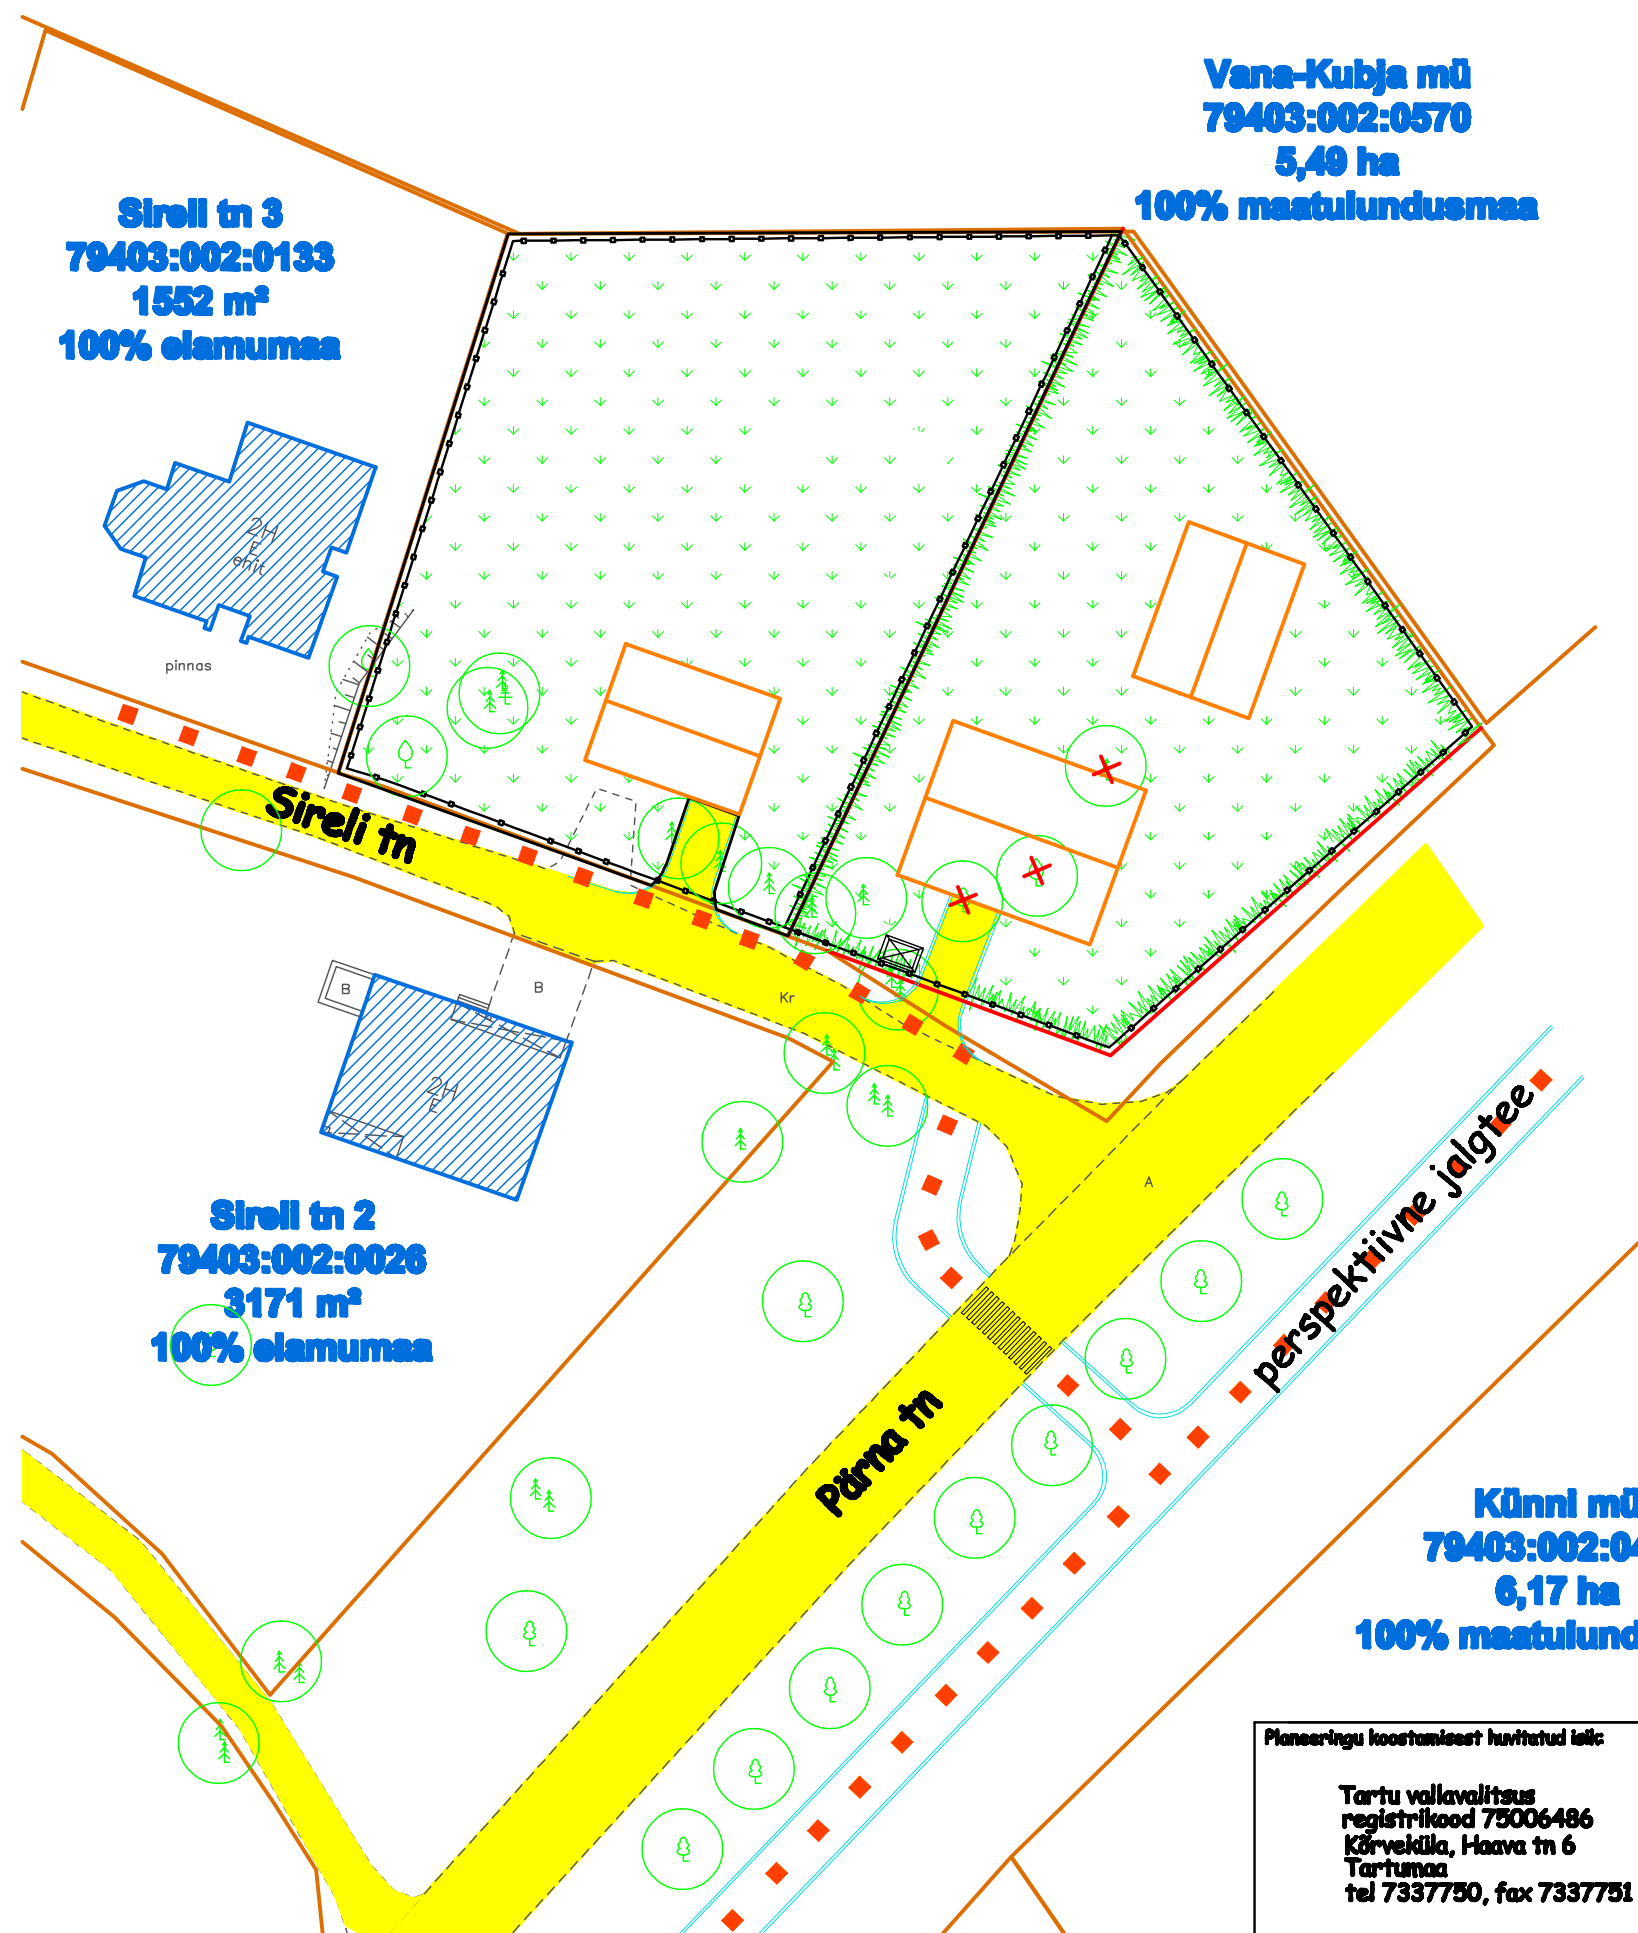 Vana-Kubja mü
79403:002:0570
5,49 ha
100% maatulundusmaa
Sireli tn 3
79403:002:0133
1552 m²
100% elamumaa
2H
E
ehit
pinnas
Sireli tn
B
B
Kr
2H
E
A
Sireli tn 2
79403:002:0026
3171 m²
100% elamumaa
perspektiivne jalgtee
Pärna tn
Künni mü
79403:002:04
6,17 ha
100% maatulund
Planeeringu koostamisest huvitatud isik:
Tartu vallavalitsus
registrikood 75006486
Kõrveküla, Haava tn 6
Tartumaa
tel 7337750, fax 7337751